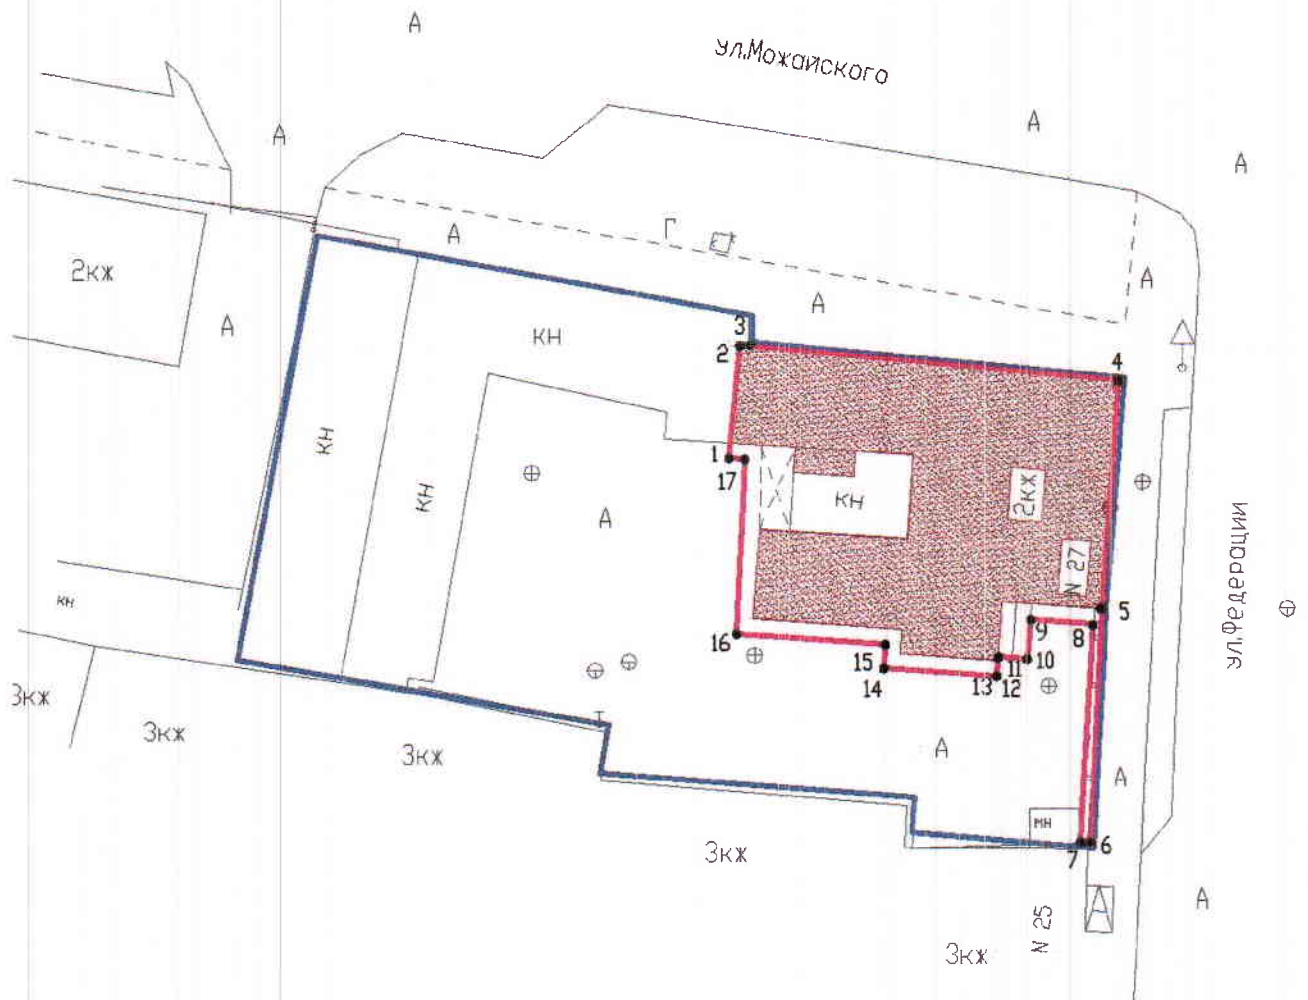 А
ул.Можайского
А
А
А
А
Г
2кж
А
А
А
3
кн
2
4
кн
1
17
кн
А
кн
2кж
N 27
ул.Федерации
кн
5
9
8
16
15
11
10
14
13
12
3кж
Т
3кж
3кж
А
А
мн
3кж
7
6
А
N 25
3кж